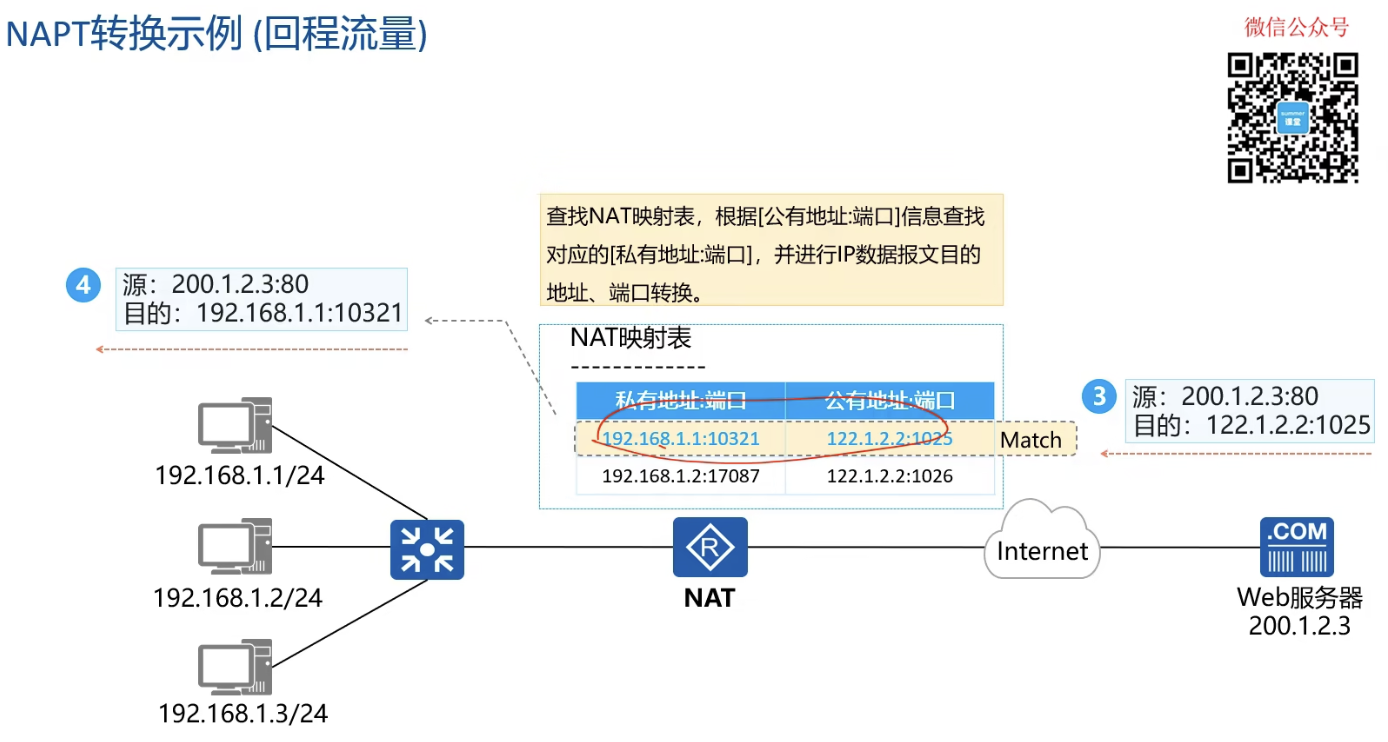 NAPT转换示例 (回程流量)
微信公众号
summer
课堂
查找NAT映射表，根据[公有地址:端口]信息查找
对应的[私有地址:端口]，并进行IP数据报文目的
地址、端口转换。
4
源：200.1.2.3:80
目的：192.168.1.1:10321
NAT映射表
私有地址:端口 公有地址:端口
192.168.1.1:10321 122.1.2.2:1025 Match
192.168.1.2:17087 122.1.2.2:1026
3
源：200.1.2.3:80
目的：122.1.2.2:1025
192.168.1.1/24
192.168.1.2/24
192.168.1.3/24
R
NAT
Internet
.COM
Web服务器
200.1.2.3